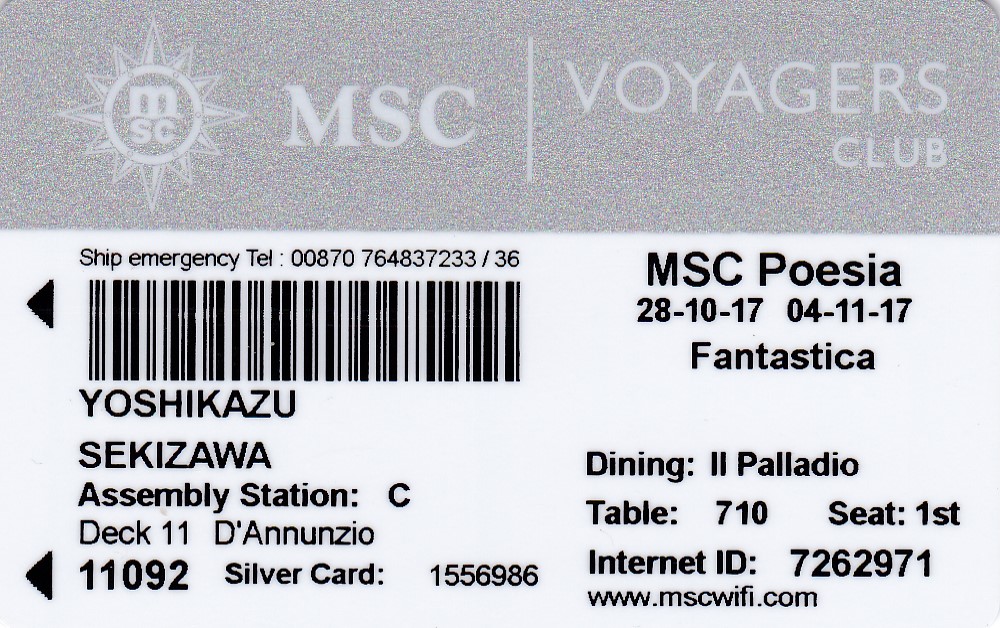 m
sc
MSC
VOYAGERS
CLUB
Ship emergency Tel : 00870 764837233 / 36
YOSHIKAZU
SEKIZAWA
Assembly Station: C
Deck 11 D'Annunzio
11092 Silver Card: 1556986
MSC Poesia
28-10-17 04-11-17
Fantastica
Dining: Il Palladio
Table: 710 Seat: 1st
Internet ID: 7262971
www.mscwifi.com